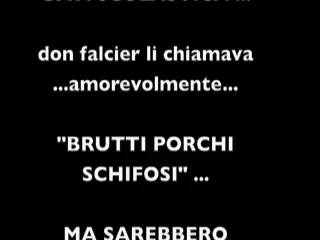 don falcier li chiamava
...amorevolmente...
"BRUTTI PORCHI
SCHIFOSI" ...
MA SAREBBERO